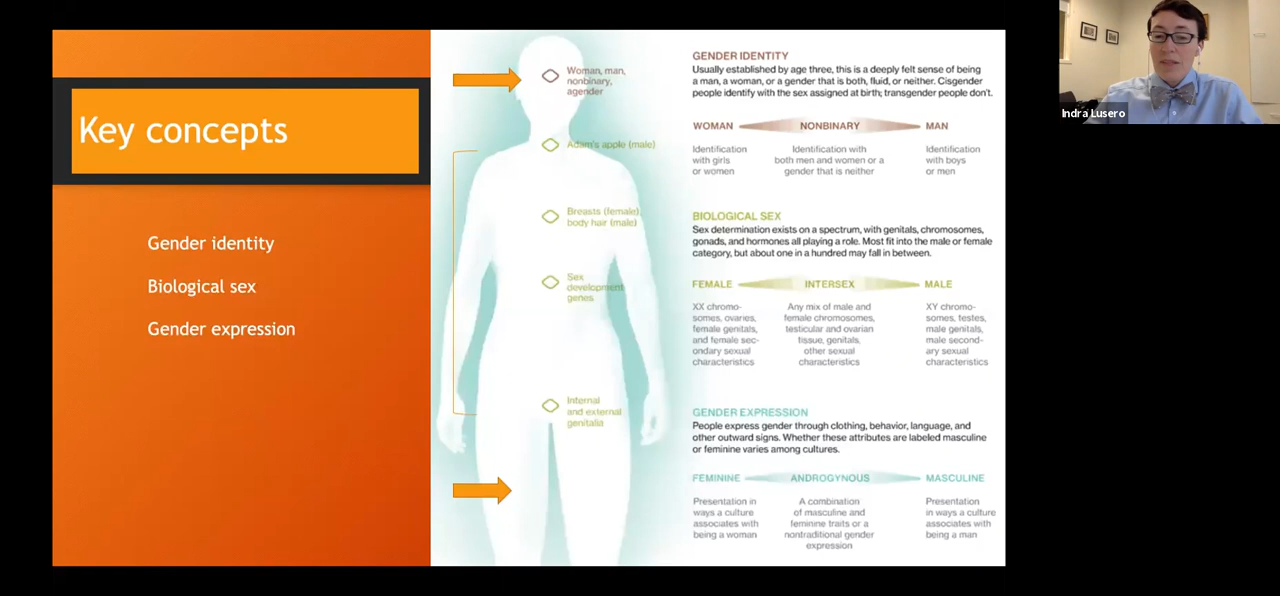 Key concepts
Gender identity
Biological sex
Gender expression
Woman, man,
nonbinary,
agender
Adam's apple (male)
Breasts (female),
body hair (male)
Sex
development
genes
Internal
and external
genitalia
GENDER IDENTITY
Usually established by age three, this is a deeply felt sense of being
a man, a woman, or a gender that is both, fluid, or neither. Cisgender
people identify with the sex assigned at birth; transgender people don't.
WOMAN NONBINARY MAN
Identification
with girls
or women
Identification with
both men and women or a
gender that is neither
Identification
with boys
or men
BIOLOGICAL SEX
Sex determination exists on a spectrum, with genitals, chromosomes,
gonads, and hormones all playing a role. Most fit into the male or female
category, but about one in a hundred may fall in between.
FEMALE INTERSEX MALE
XX chromo-
somes, ovaries,
female genitals,
and female sec-
ondary sexual
characteristics
Any mix of male and
female chromosomes,
testicular and ovarian
tissue, genitals,
other sexual
characteristics
XY chromo-
somes, testes,
male genitals,
male second-
ary sexual
characteristics
GENDER EXPRESSION
People express gender through clothing, behavior, language, and
other outward signs. Whether these attributes are labeled masculine
or feminine varies among cultures.
FEMININE ANDROGYNOUS MASCULINE
Presentation in
ways a culture
associates with
being a woman
A combination
of masculine and
feminine traits or a
nontraditional gender
expression
Presentation
in ways a culture
associates with
being a man
Indra Lusero